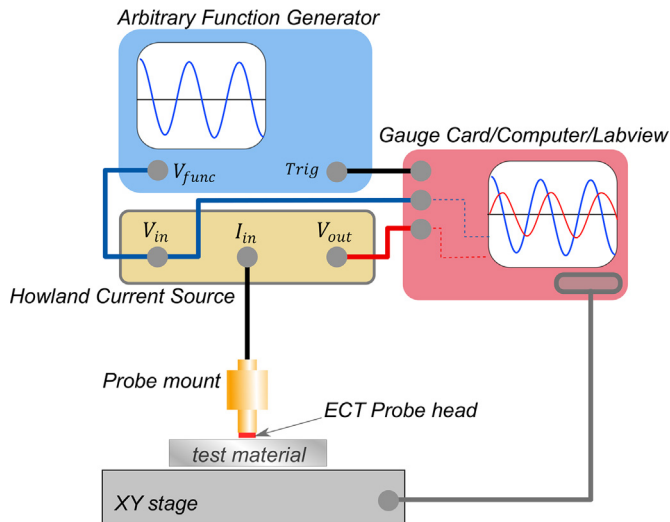 Arbitrary Function Generator
Gauge Card/Computer/Labview
V_func
Trig
V_in
I_in
V_out
Howland Current Source
Probe mount
ECT Probe head
test material
XY stage